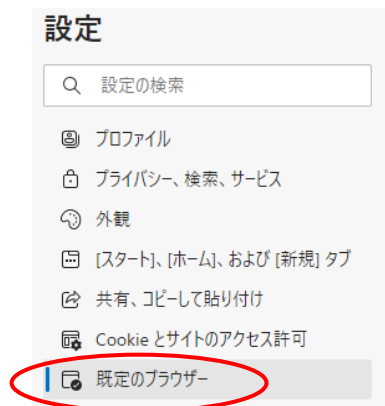 設定
設定の検索
プロファイル
プライバシー、検索、サービス
外観
[スタート]、[ホーム]、および [新規] タブ
共有、コピーして貼り付け
Cookie とサイトのアクセス許可
既定のブラウザー